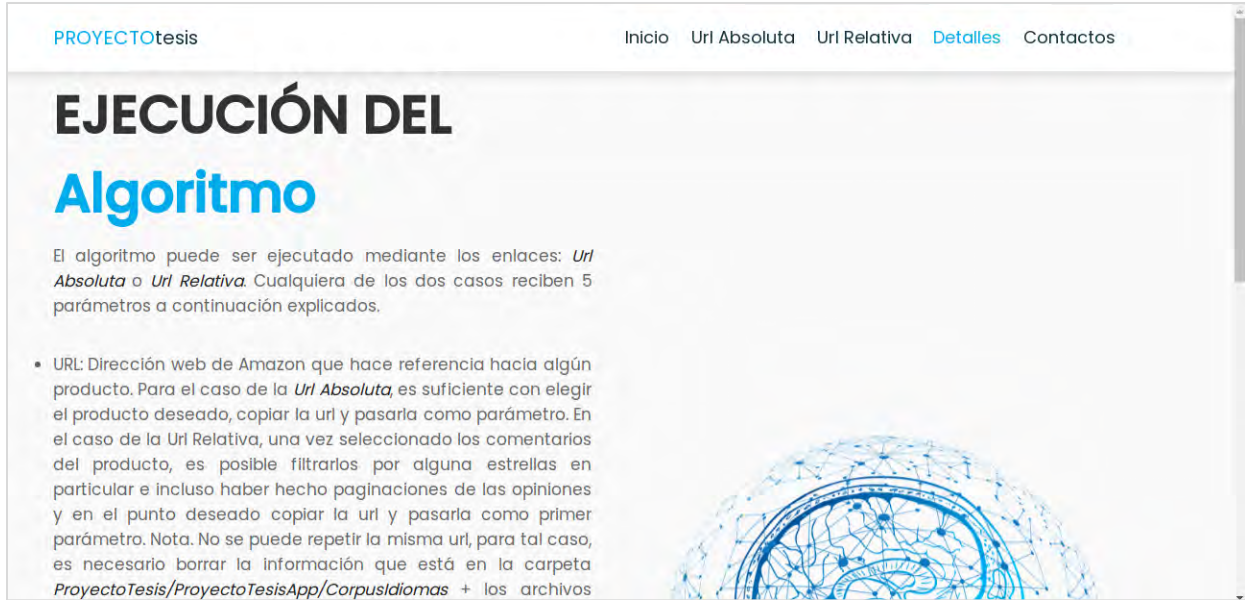 PROYECTOtesis
Inicio Url Absoluta Url Relativa Detalles Contactos
EJECUCIÓN DEL
Algoritmo
El algoritmo puede ser ejecutado mediante los enlaces: Url
Absoluta o Url Relativa. Cualquiera de los dos casos reciben 5
parámetros a continuación explicados.
• URL: Dirección web de Amazon que hace referencia hacia algún
producto. Para el caso de la Url Absoluta, es suficiente con elegir
el producto deseado, copiar la url y pasarla como parámetro. En
el caso de la Url Relativa, una vez seleccionado los comentarios
del producto, es posible filtrarlos por alguna estrellas en
particular e incluso haber hecho paginaciones de las opiniones
y en el punto deseado copiar la url y pasarla como primer
parámetro. Nota. No se puede repetir la misma url, para tal caso,
es necesario borrar la información que está en la carpeta
ProyectoTesis/ProyectoTesisApp/CorpusIdiomas + los archivos